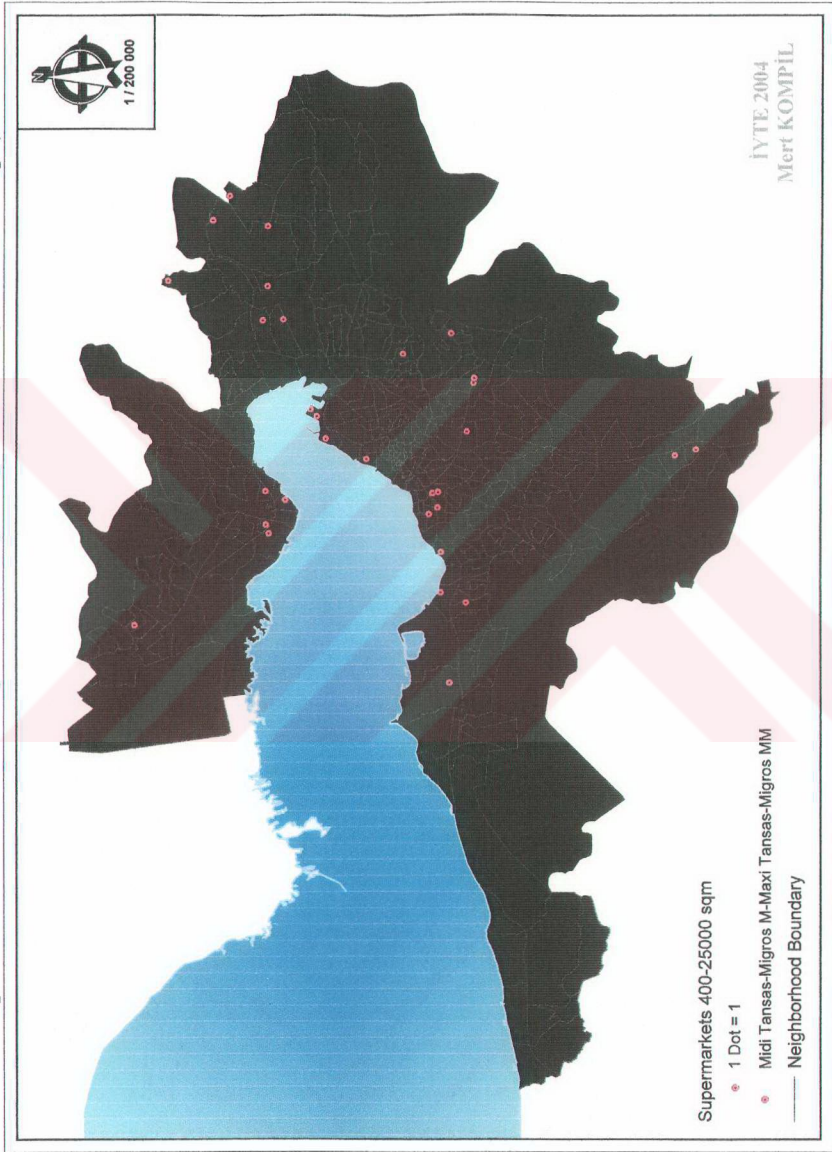 N
1 / 200 000
İYTE 2004
Mert KOMPİL
Supermarkets 400-25000 sqm
1 Dot = 1
Midi Tansas-Migros M-Maxi Tansas-Migros MM
Neighborhood Boundary